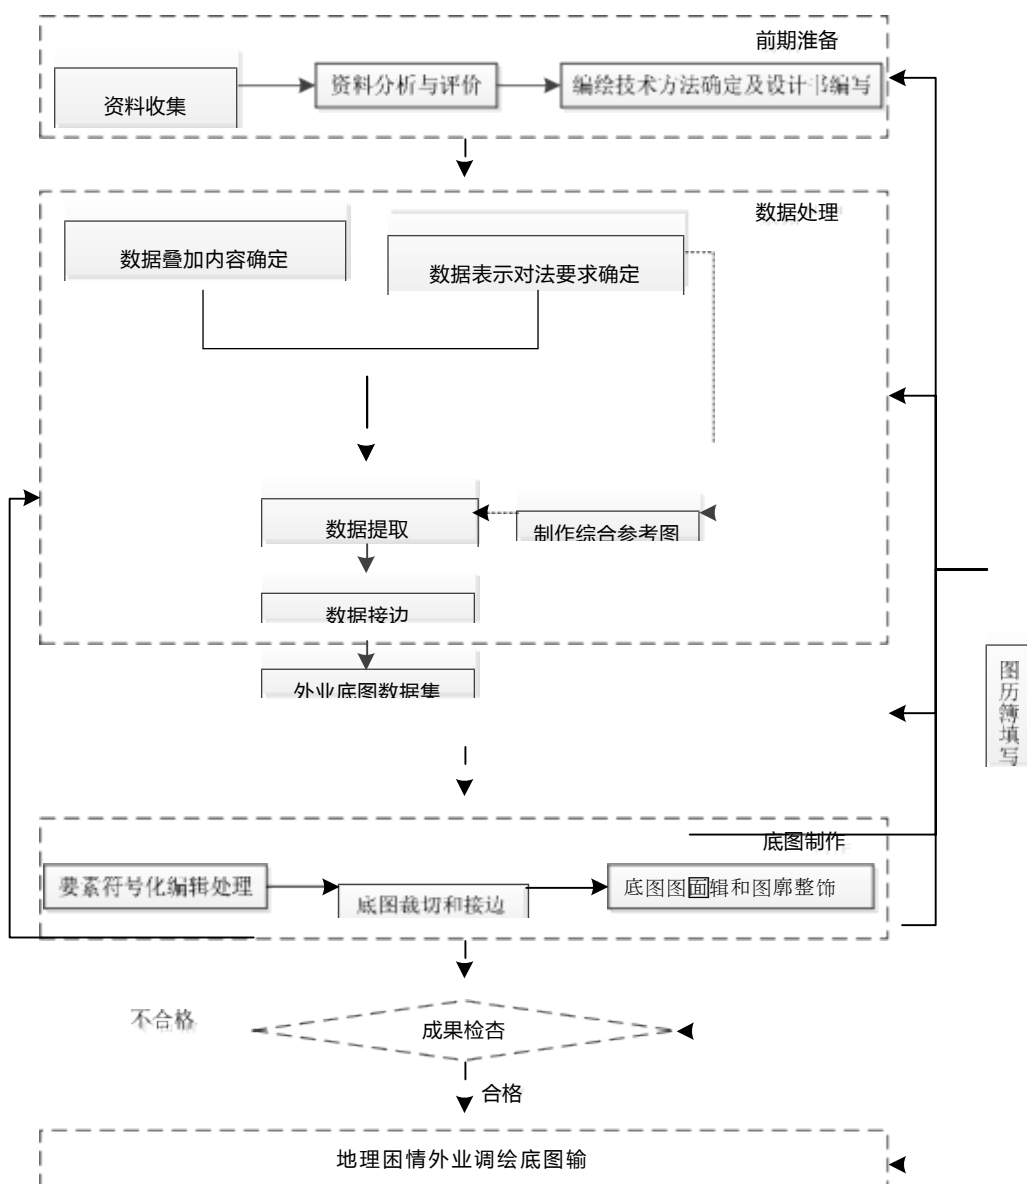 前期淮备
资料收集
资料分析与评价
编绘技术方法确定及设计书编写
数据处理
数据叠加内容确定
数据表示对法要求确定
数据提取
制作综合参考图
数据接边
外业底图数据集
图历簿填写
底图制作
要素符号化编辑处理
底图裁切和接边
底图图面辑和图廓整饰
不合格
成果检杏
合格
地理困情外业调绘底图输